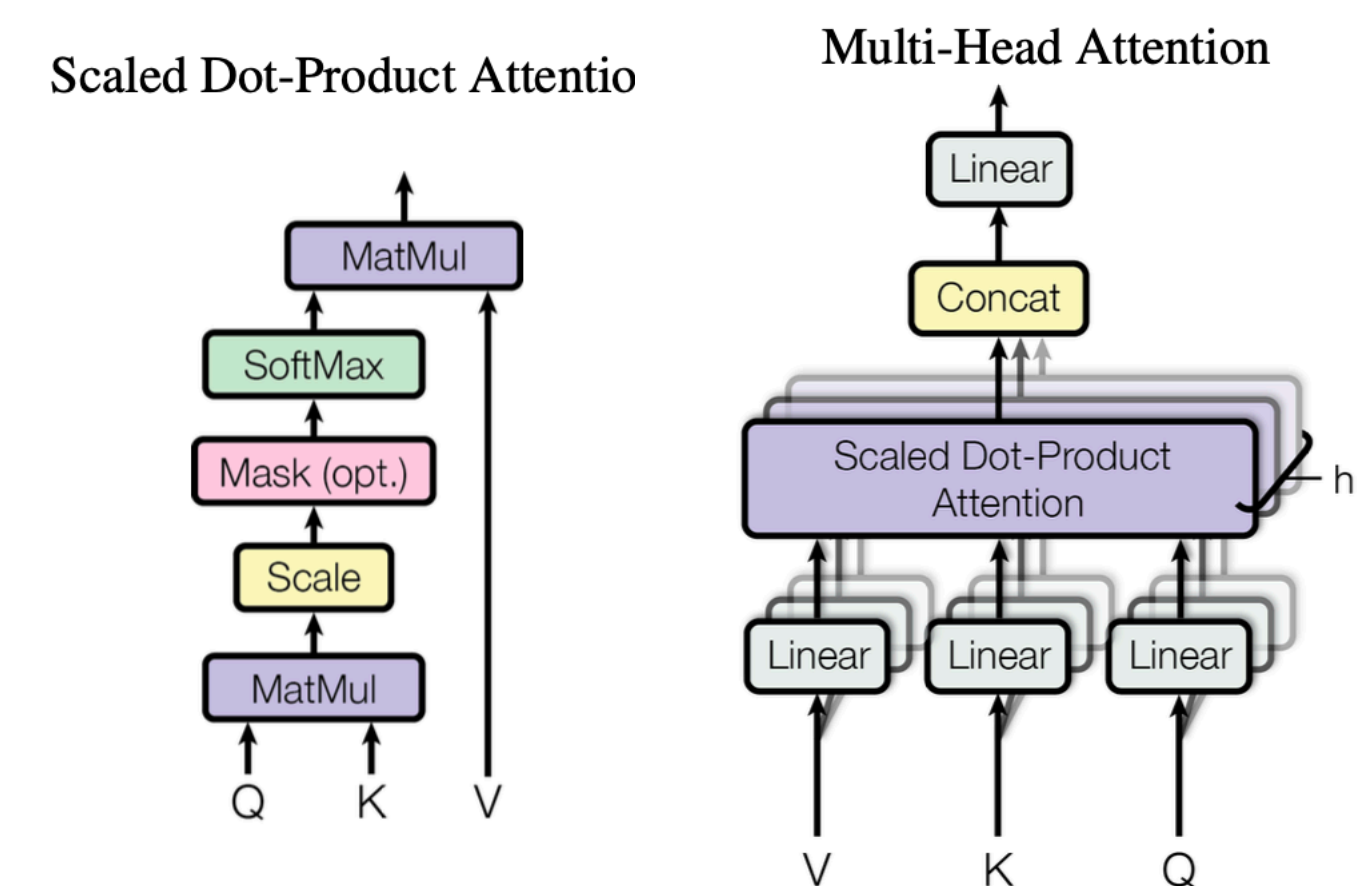 Scaled Dot-Product Attentio
MatMul
SoftMax
Mask (opt.)
Scale
MatMul
Q K V
Multi-Head Attention
Linear
Concat
Scaled Dot-Product
Attention
h
Linear Linear Linear
V K Q